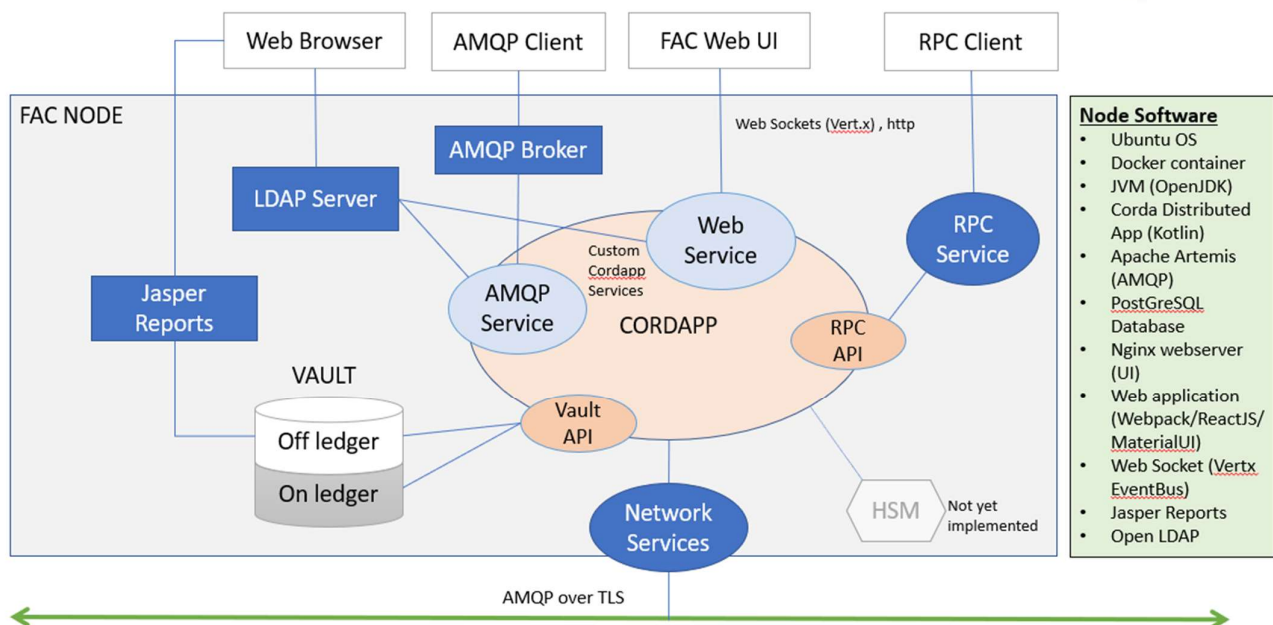 Web Browser
AMQP Client
FAC Web UI
RPC Client
FAC NODE
Web Sockets (Vert.x) , http
AMQP Broker
LDAP Server
Web
Service
RPC
Service
Custom
Cordapp
Services
AMQP
Service
CORDAPP
Jasper
Reports
RPC
API
VAULT
Off ledger
On ledger
Vault
API
Network
Services
HSM
Not yet
implemented
AMQP over TLS
Node Software
• Ubuntu OS
• Docker container
• JVM (OpenJDK)
• Corda Distributed
App (Kotlin)
• Apache Artemis
(AMQP)
• PostGreSQL
Database
• Nginx webserver
(UI)
• Web application
(Webpack/ReactJS/
MaterialUI)
• Web Socket (Vertx
EventBus)
• Jasper Reports
• Open LDAP